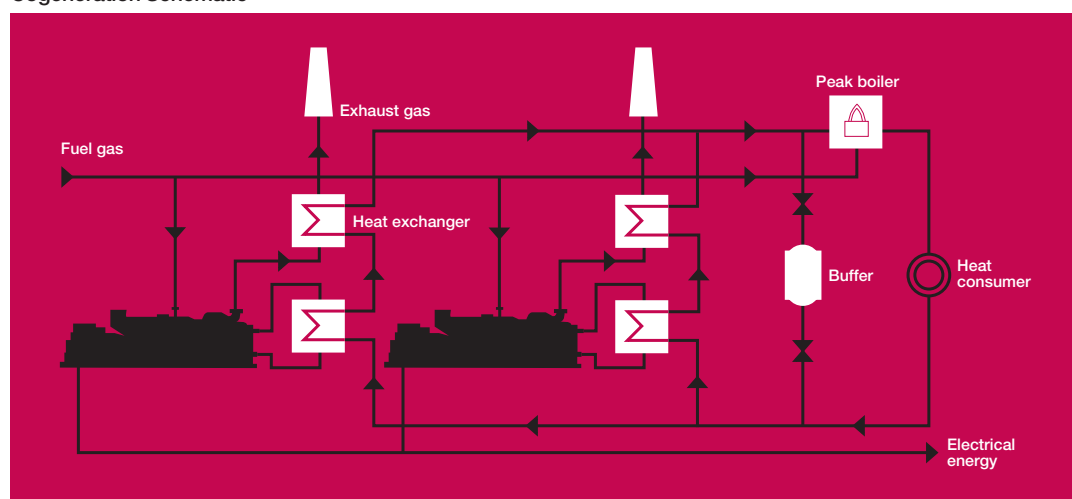 Cogeneration Schematic
Peak boiler
Exhaust gas
Fuel gas
Heat exchanger
Buffer
Heat
consumer
Electrical
energy